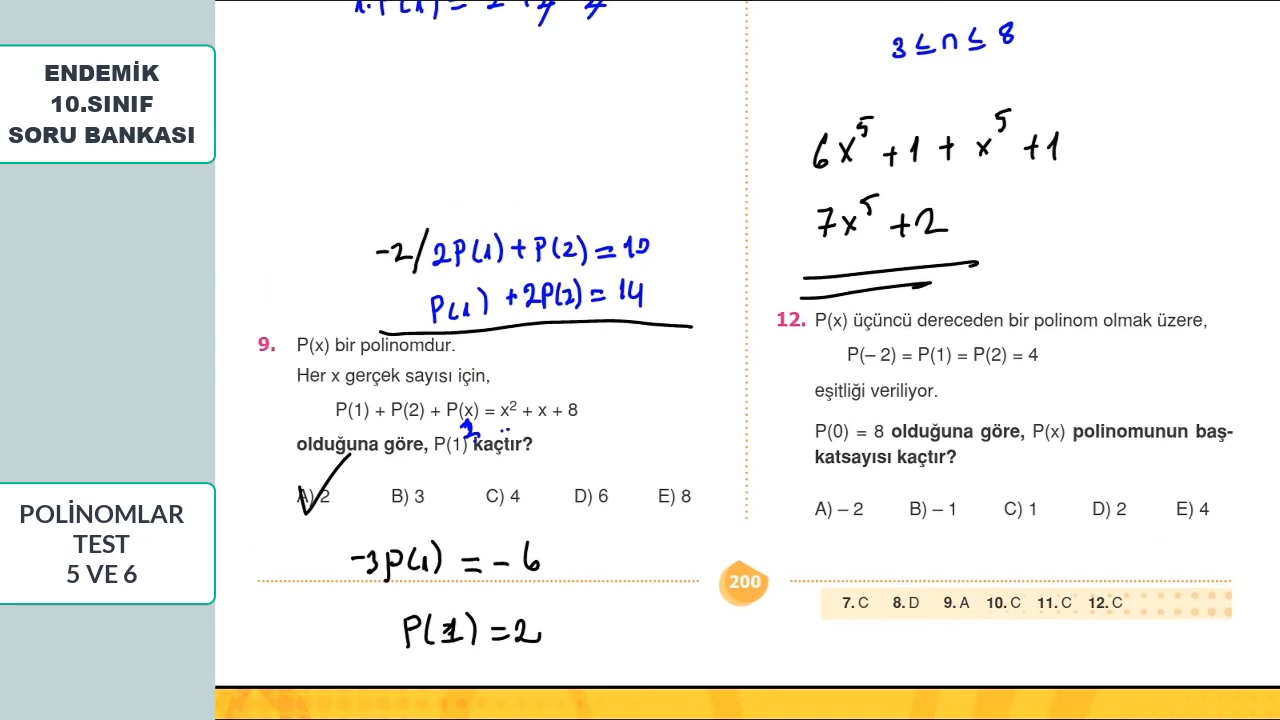 ENDEMİK
10.SINIF
SORU BANKASI
POLİNOMLAR
TEST
5 VE 6
-2/ 2P(1) + P(2) = 10
P(1) + 2P(2) = 14
9. P(x) bir polinomdur.
Her x gerçek sayısı için,
P(1) + P(2) + P(x) = x² + x + 8
olduğuna göre, P(1) kaçtır?
A) 2 B) 3 C) 4 D) 6 E) 8
-3P(1) = -6
P(1) = 2
3 ≤ n ≤ 8
6x⁵ + 1 + x⁵ + 1
7x⁵ + 2
12. P(x) üçüncü dereceden bir polinom olmak üzere,
P(– 2) = P(1) = P(2) = 4
eşitliği veriliyor.
P(0) = 8 olduğuna göre, P(x) polinomunun baş-
katsayısı kaçtır?
A) – 2 B) – 1 C) 1 D) 2 E) 4
200
7. C 8. D 9. A 10. C 11. C 12. C